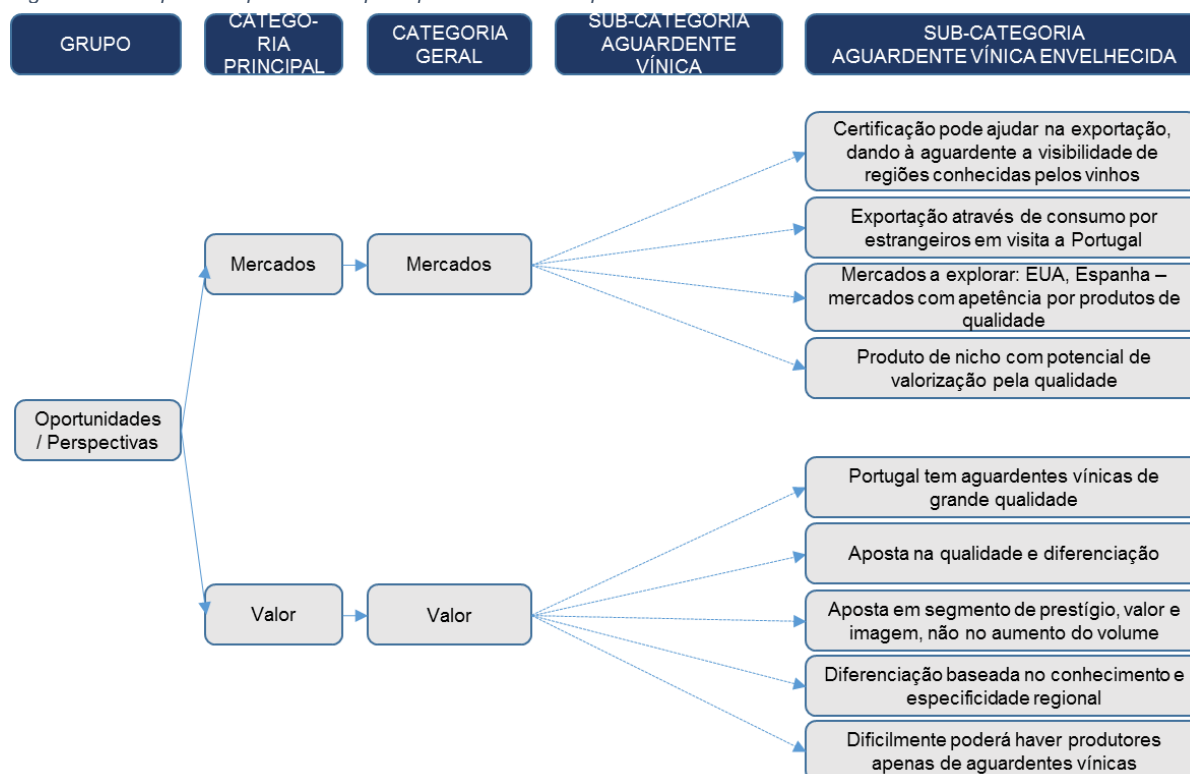 GRUPO
CATEGO-
RIA
PRINCIPAL
CATEGORIA
GERAL
SUB-CATEGORIA
AGUARDENTE
VÍNICA
SUB-CATEGORIA
AGUARDENTE VÍNICA ENVELHECIDA
Oportunidades
/ Perspectivas
Mercados
Mercados
Certificação pode ajudar na exportação,
dando à aguardente a visibilidade de
regiões conhecidas pelos vinhos
Exportação através de consumo por
estrangeiros em visita a Portugal
Mercados a explorar: EUA, Espanha –
mercados com apetência por produtos de
qualidade
Produto de nicho com potencial de
valorização pela qualidade
Valor
Valor
Portugal tem aguardentes vínicas de
grande qualidade
Aposta na qualidade e diferenciação
Aposta em segmento de prestígio, valor e
imagem, não no aumento do volume
Diferenciação baseada no conhecimento e
especificidade regional
Dificilmente poderá haver produtores
apenas de aguardentes vínicas